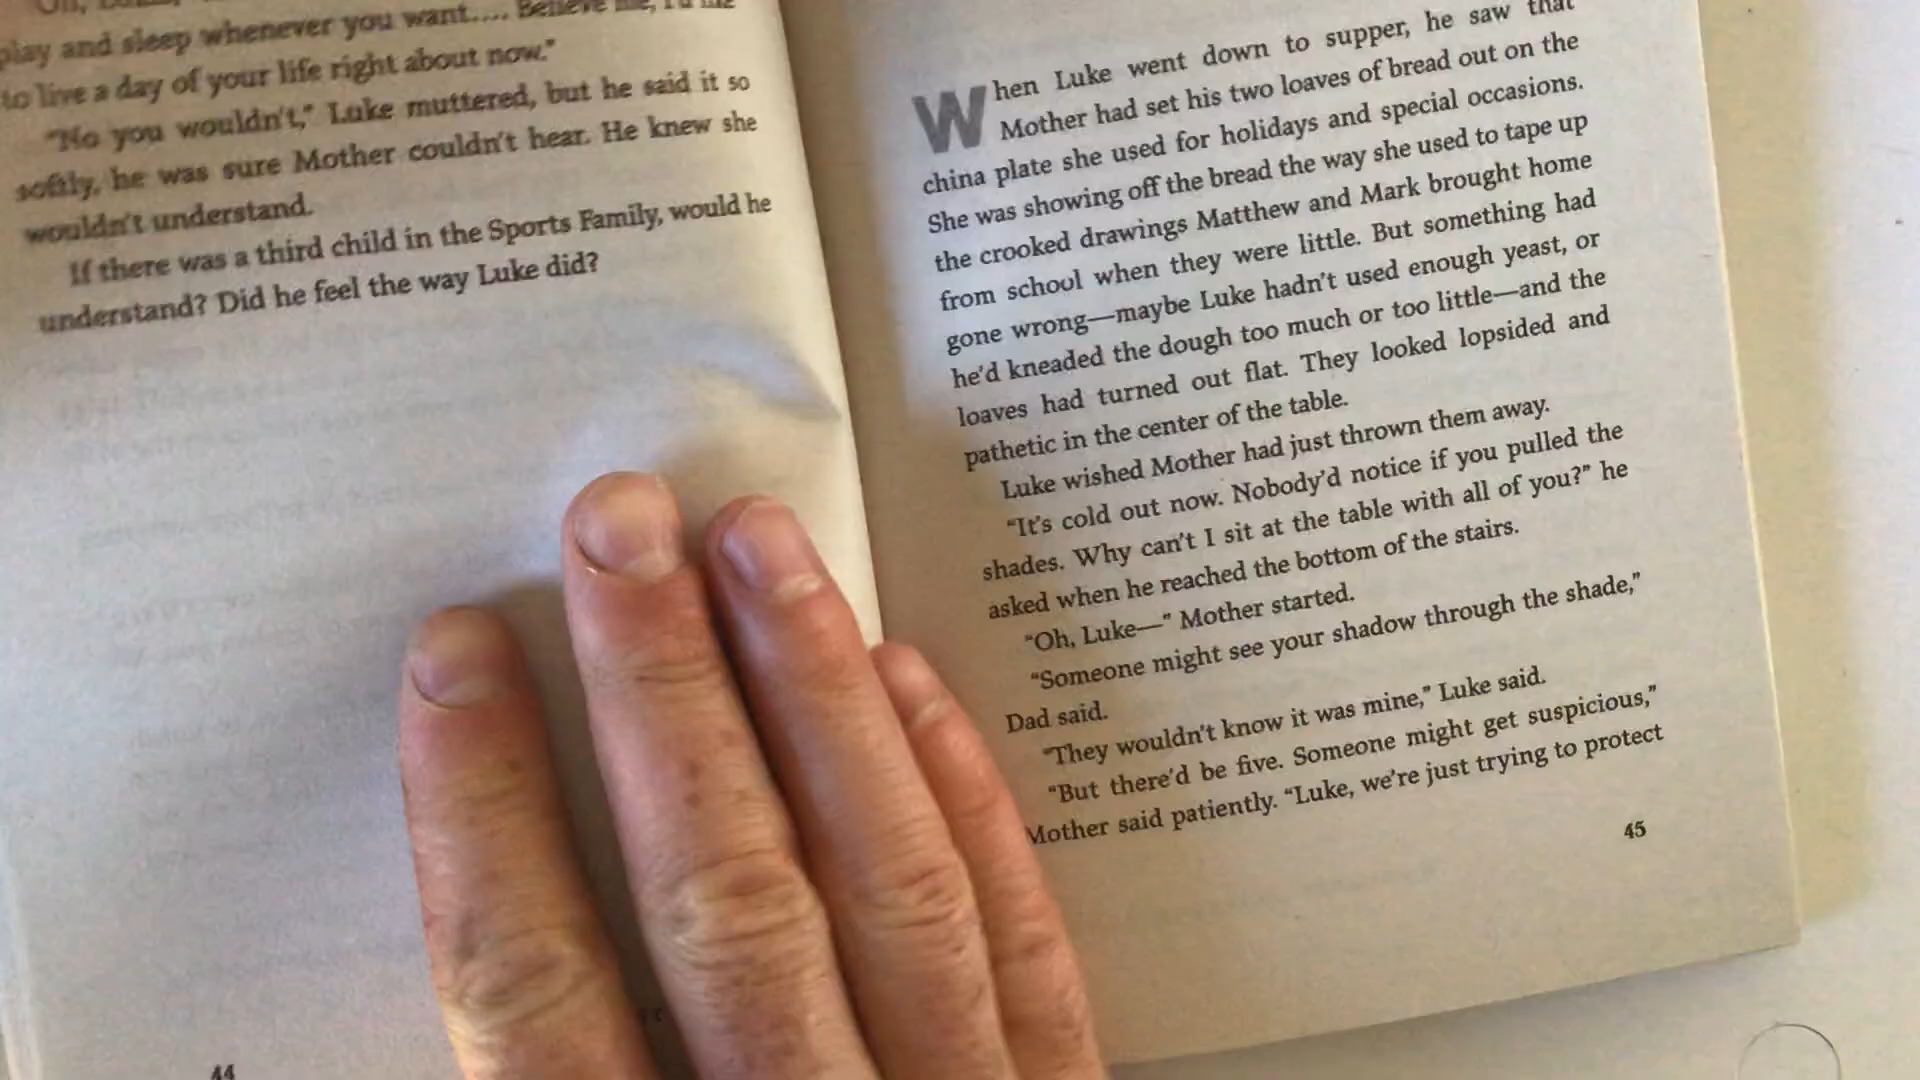 play and sleep whenever you want.... Believe me, I'd like
to live a day of your life right about now."
"No you wouldn't," Luke muttered, but he said it so
softly, he was sure Mother couldn't hear. He knew she
wouldn't understand.
If there was a third child in the Sports Family, would he
understand? Did he feel the way Luke did?
44
When Luke went down to supper, he saw that
Mother had set his two loaves of bread out on the
china plate she used for holidays and special occasions.
She was showing off the bread the way she used to tape up
the crooked drawings Matthew and Mark brought home
from school when they were little. But something had
gone wrong—maybe Luke hadn't used enough yeast, or
he'd kneaded the dough too much or too little—and the
loaves had turned out flat. They looked lopsided and
pathetic in the center of the table.
Luke wished Mother had just thrown them away.
"It's cold out now. Nobody'd notice if you pulled the
shades. Why can't I sit at the table with all of you?" he
asked when he reached the bottom of the stairs.
"Oh, Luke—" Mother started.
"Someone might see your shadow through the shade,"
Dad said.
"They wouldn't know it was mine," Luke said.
"But there'd be five. Someone might get suspicious,"
Mother said patiently. "Luke, we're just trying to protect
45